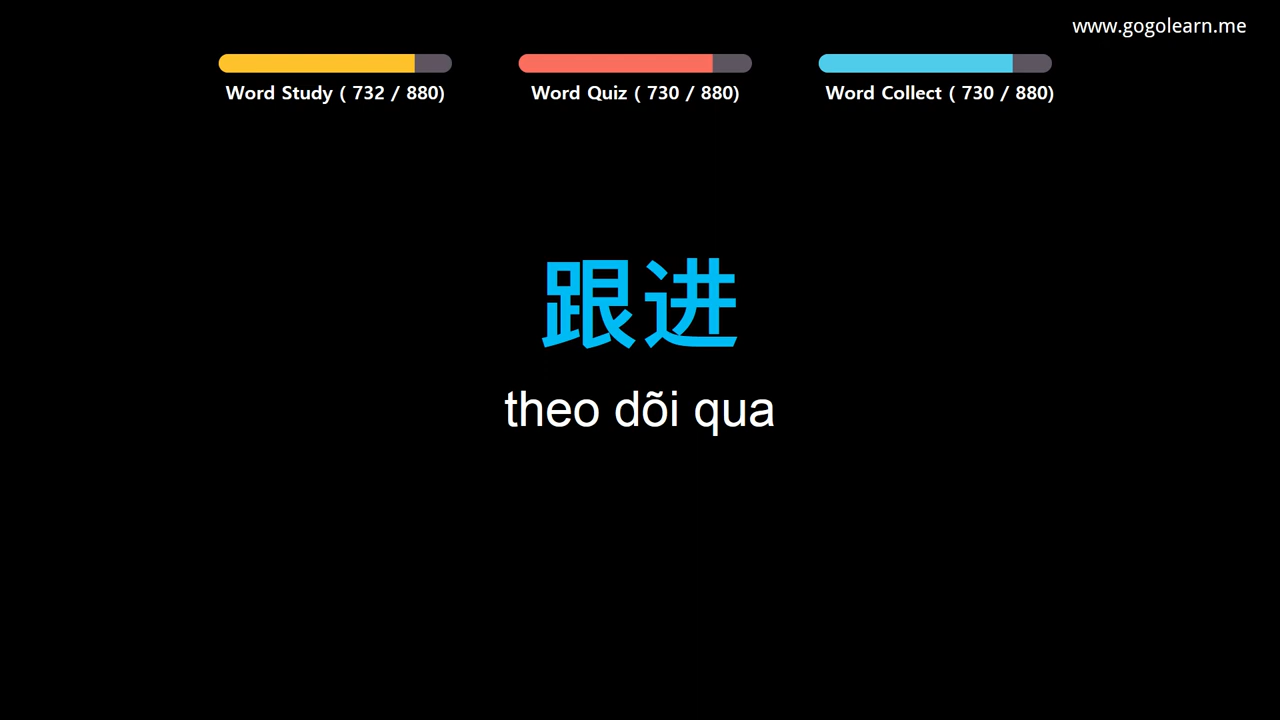 www.gogolearn.me
Word Study ( 732 / 880)
Word Quiz ( 730 / 880)
Word Collect ( 730 / 880)
跟进
theo dõi qua